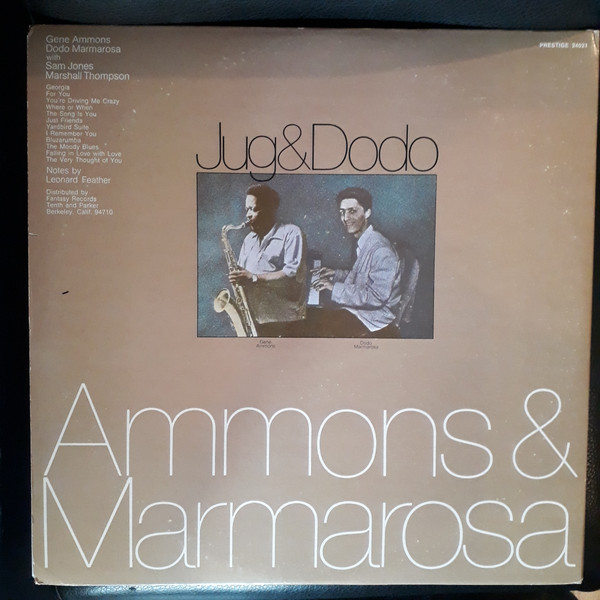 Gene Ammons
Dodo Marmarosa
with
Sam Jones
Marshall Thompson
Georgia
For You
You're Driving Me Crazy
Where or When
The Song Is You
Just Friends
Yardbird Suite
I Remember You
Bluzarumba
The Moody Blues
Falling in Love with Love
The Very Thought of You
Notes by
Leonard Feather
Distributed by
Fantasy Records
Tenth and Parker
Berkeley, Calif. 94710
PRESTIGE 24021
Jug&Dodo
Gene
Ammons
Dodo
Marmarosa
Ammons &
Marmarosa